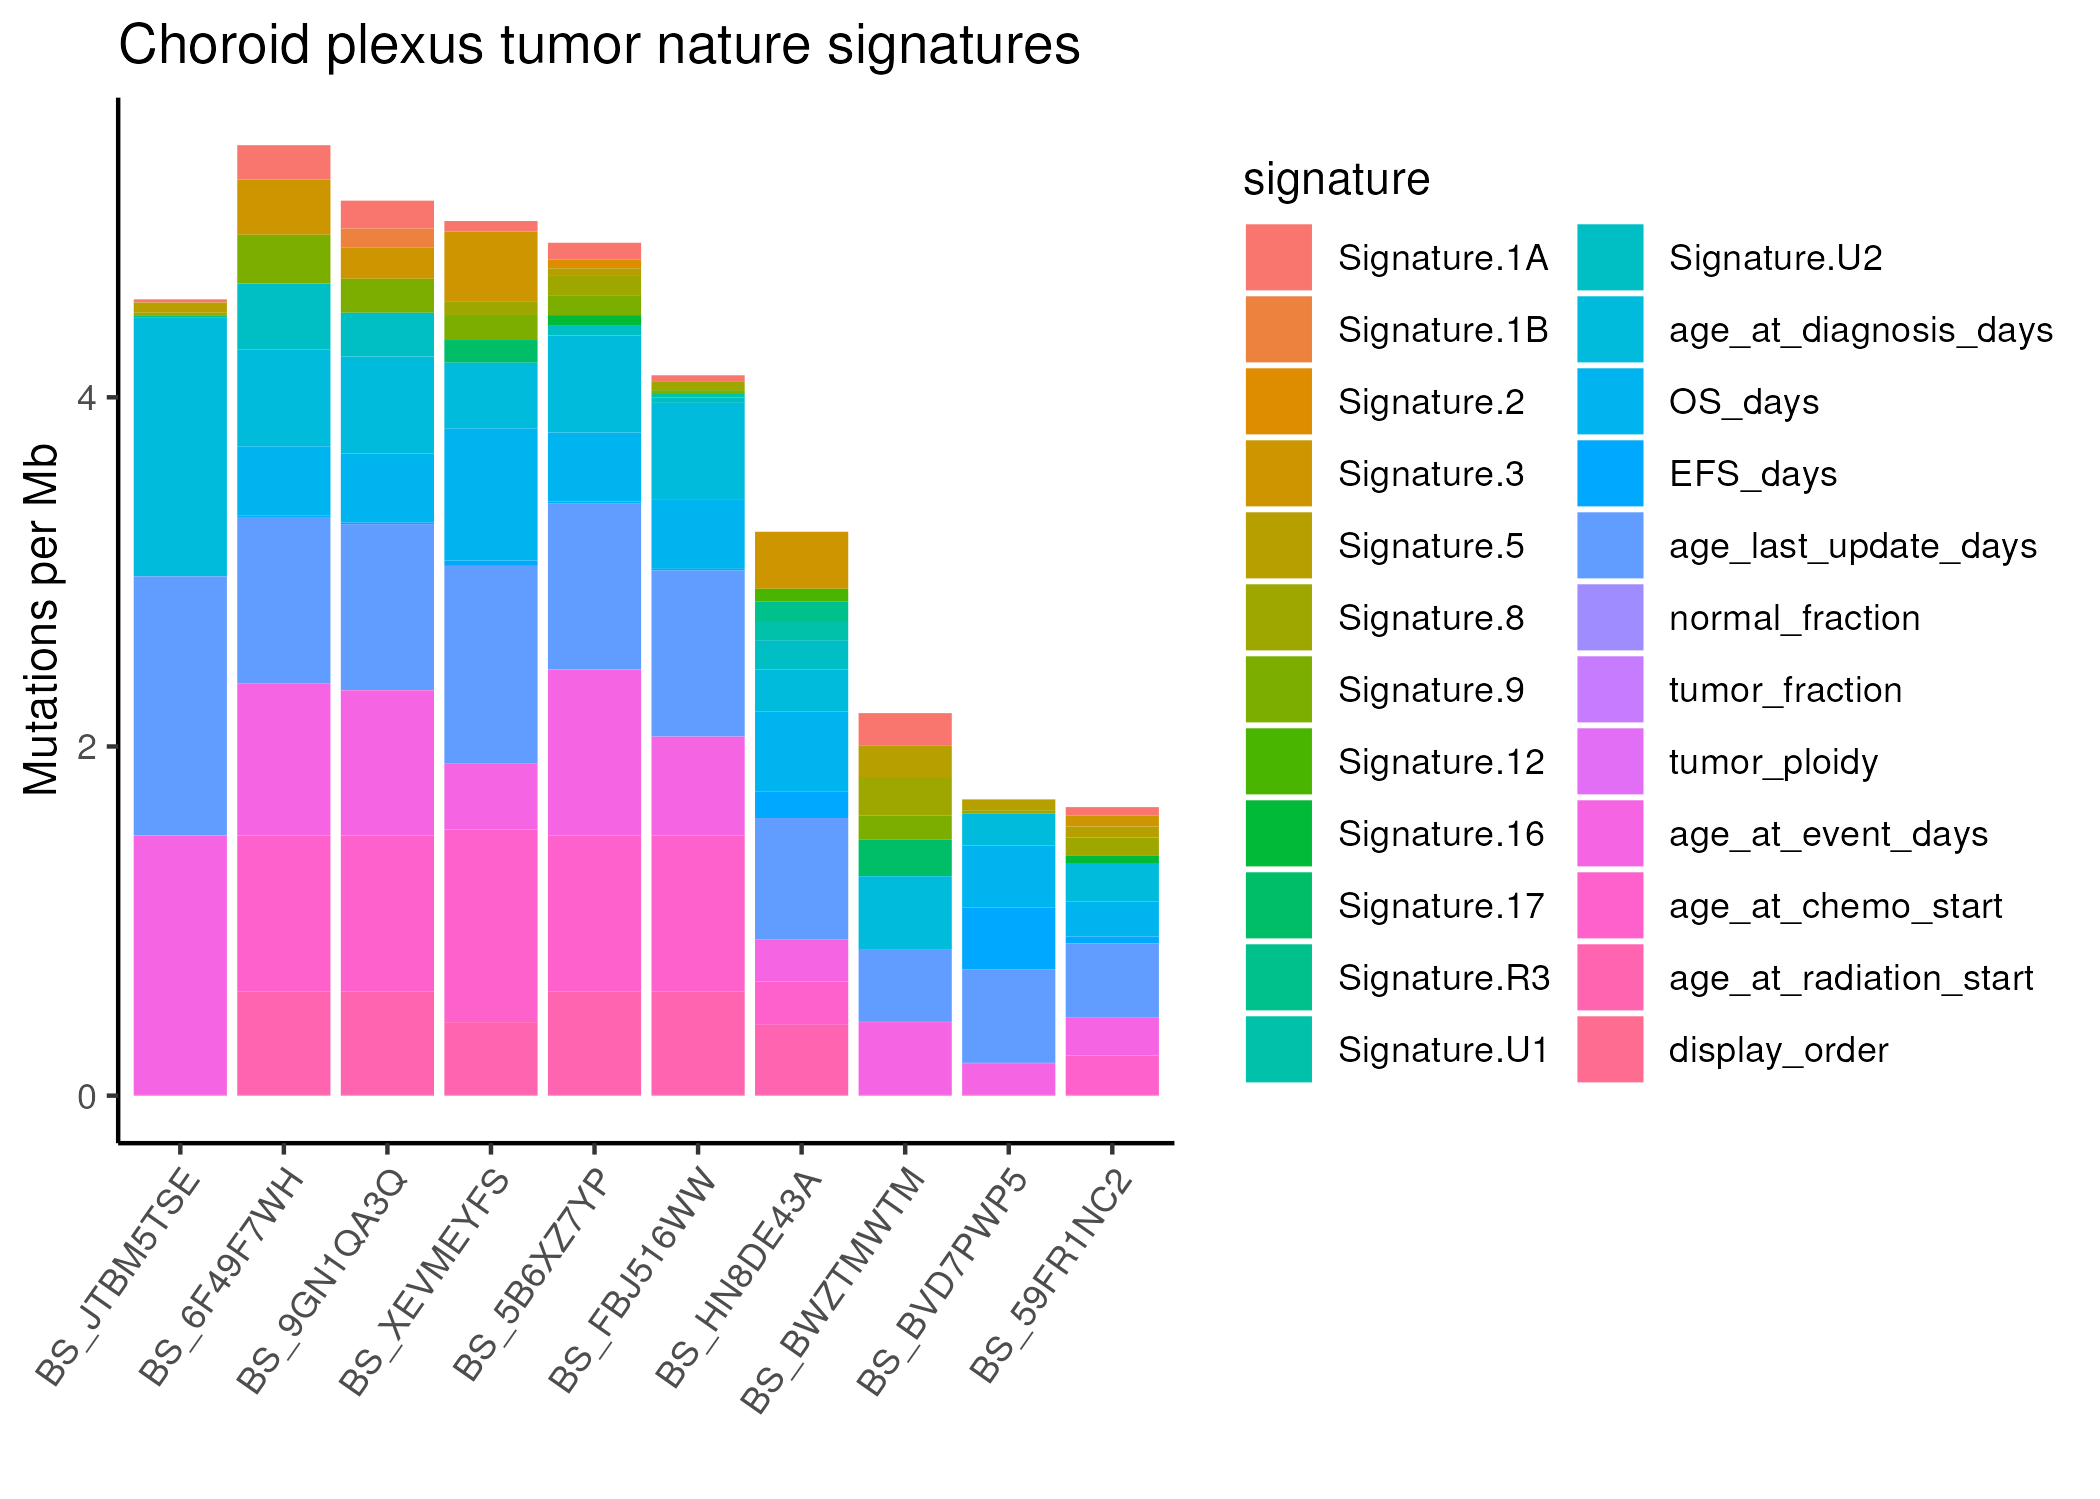 Choroid plexus tumor nature signatures
Mutations per Mb
4
2
0
BS_JTBM5TSE
BS_6F49F7WH
BS_9GN1QA3Q
BS_XEVMEYFS
BS_5B6XZ7YP
BS_FBJ516WW
BS_HN8DE43A
BS_BWZTMWTM
BS_BVD7PWP5
BS_59FR1NC2
signature
Signature.1A
Signature.1B
Signature.2
Signature.3
Signature.5
Signature.8
Signature.9
Signature.12
Signature.16
Signature.17
Signature.R3
Signature.U1
Signature.U2
age_at_diagnosis_days
OS_days
EFS_days
age_last_update_days
normal_fraction
tumor_fraction
tumor_ploidy
age_at_event_days
age_at_chemo_start
age_at_radiation_start
display_order